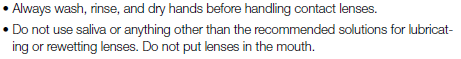 • Always wash, rinse, and dry hands before handling contact lenses.
• Do not use saliva or anything other than the recommended solutions for lubricat-
ing or rewetting lenses. Do not put lenses in the mouth.